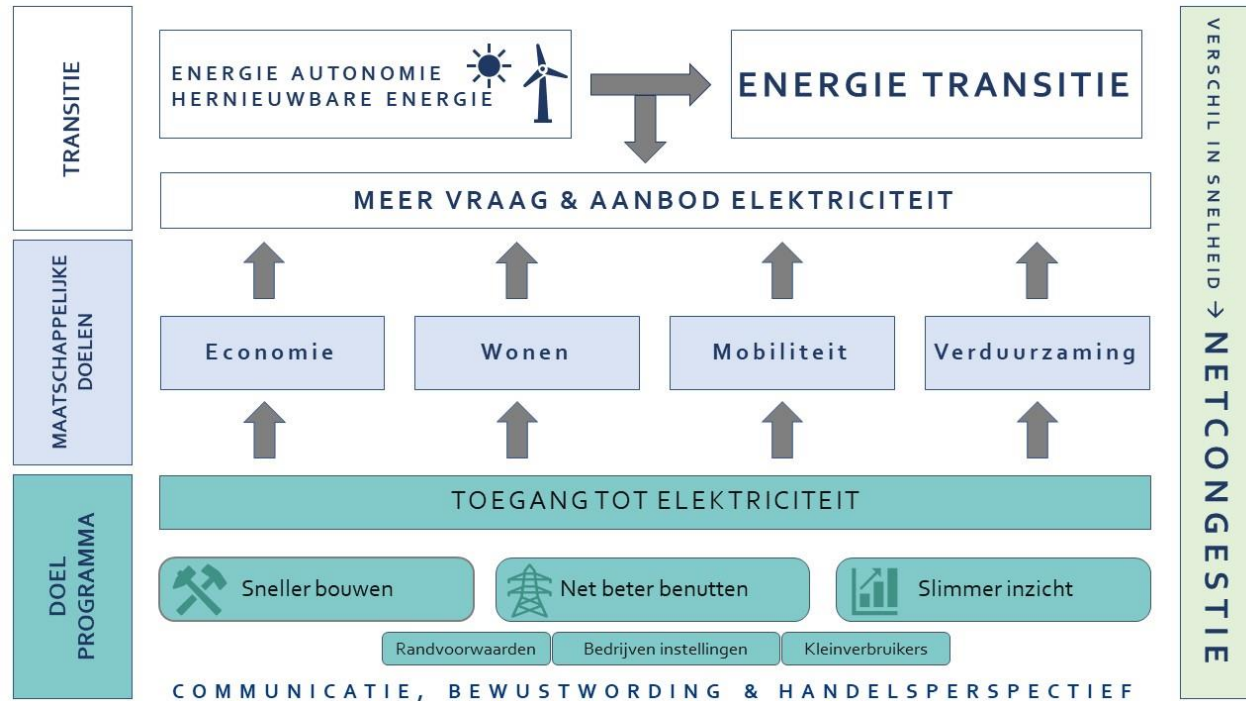 TRANSITIE
ENERGIE AUTONOMIE
HERNIEUWBARE ENERGIE
ENERGIE TRANSITIE
MEER VRAAG & AANBOD ELEKTRICITEIT
MAATSCHAPPELIJKE
DOELEN
Economie
Wonen
Mobiliteit
Verduurzaming
DOEL
PROGRAMMA
TOEGANG TOT ELEKTRICITEIT
Sneller bouwen
Net beter benutten
Slimmer inzicht
Randvoorwaarden
Bedrijven instellingen
Kleinverbruikers
COMMUNICATIE, BEWUSTWORDING & HANDELSPERSPECTIEF
VERSCHIL IN SNELHEID → NETCONGESTIE